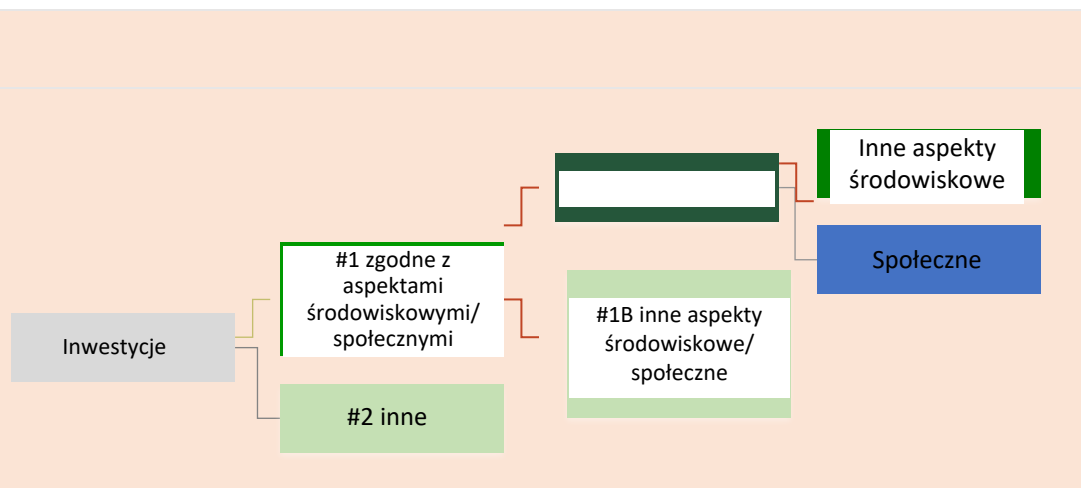 Inwestycje
#1 zgodne z
aspektami
środowiskowymi/
społecznymi
#2 inne
#1B inne aspekty
środowiskowe/
społeczne
Inne aspekty
środowiskowe
Społeczne